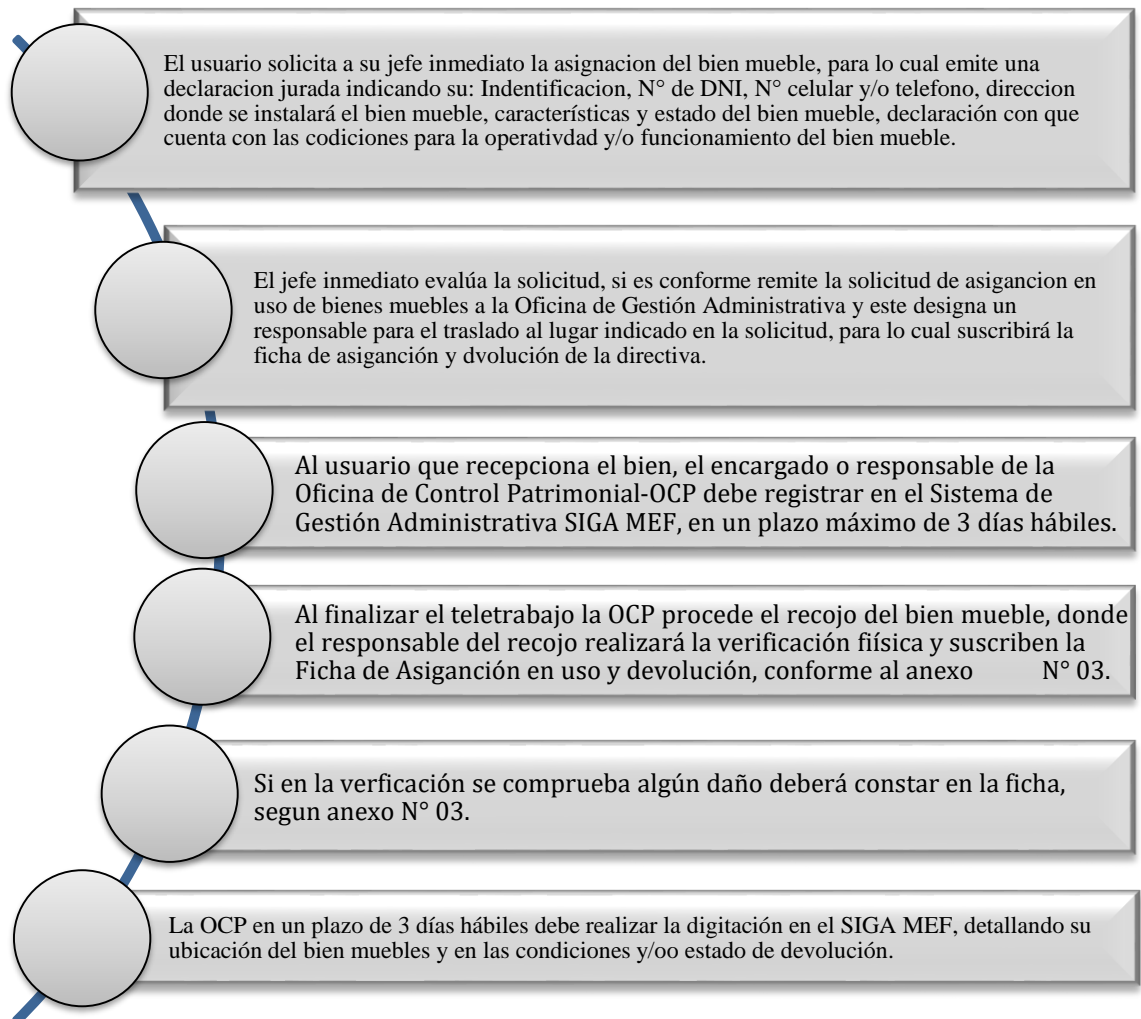 El usuario solicita a su jefe inmediato la asignacion del bien mueble, para lo cual emite una
declaracion jurada indicando su: Indentificacion, N° de DNI, N° celular y/o telefono, direccion
donde se instalará el bien mueble, características y estado del bien mueble, declaración con que
cuenta con las codiciones para la operativdad y/o funcionamiento del bien mueble.
El jefe inmediato evalúa la solicitud, si es conforme remite la solicitud de asigancion en
uso de bienes muebles a la Oficina de Gestión Administrativa y este designa un
responsable para el traslado al lugar indicado en la solicitud, para lo cual suscribirá la
ficha de asiganción y dvolución de la directiva.
Al usuario que recepciona el bien, el encargado o responsable de la
Oficina de Control Patrimonial-OCP debe registrar en el Sistema de
Gestión Administrativa SIGA MEF, en un plazo máximo de 3 días hábiles.
Al finalizar el teletrabajo la OCP procede el recojo del bien mueble, donde
el responsable del recojo realizará la verificación fiísica y suscriben la
Ficha de Asiganción en uso y devolución, conforme al anexo N° 03.
Si en la verficación se comprueba algún daño deberá constar en la ficha,
segun anexo N° 03.
La OCP en un plazo de 3 días hábiles debe realizar la digitación en el SIGA MEF, detallando su
ubicación del bien muebles y en las condiciones y/oo estado de devolución.